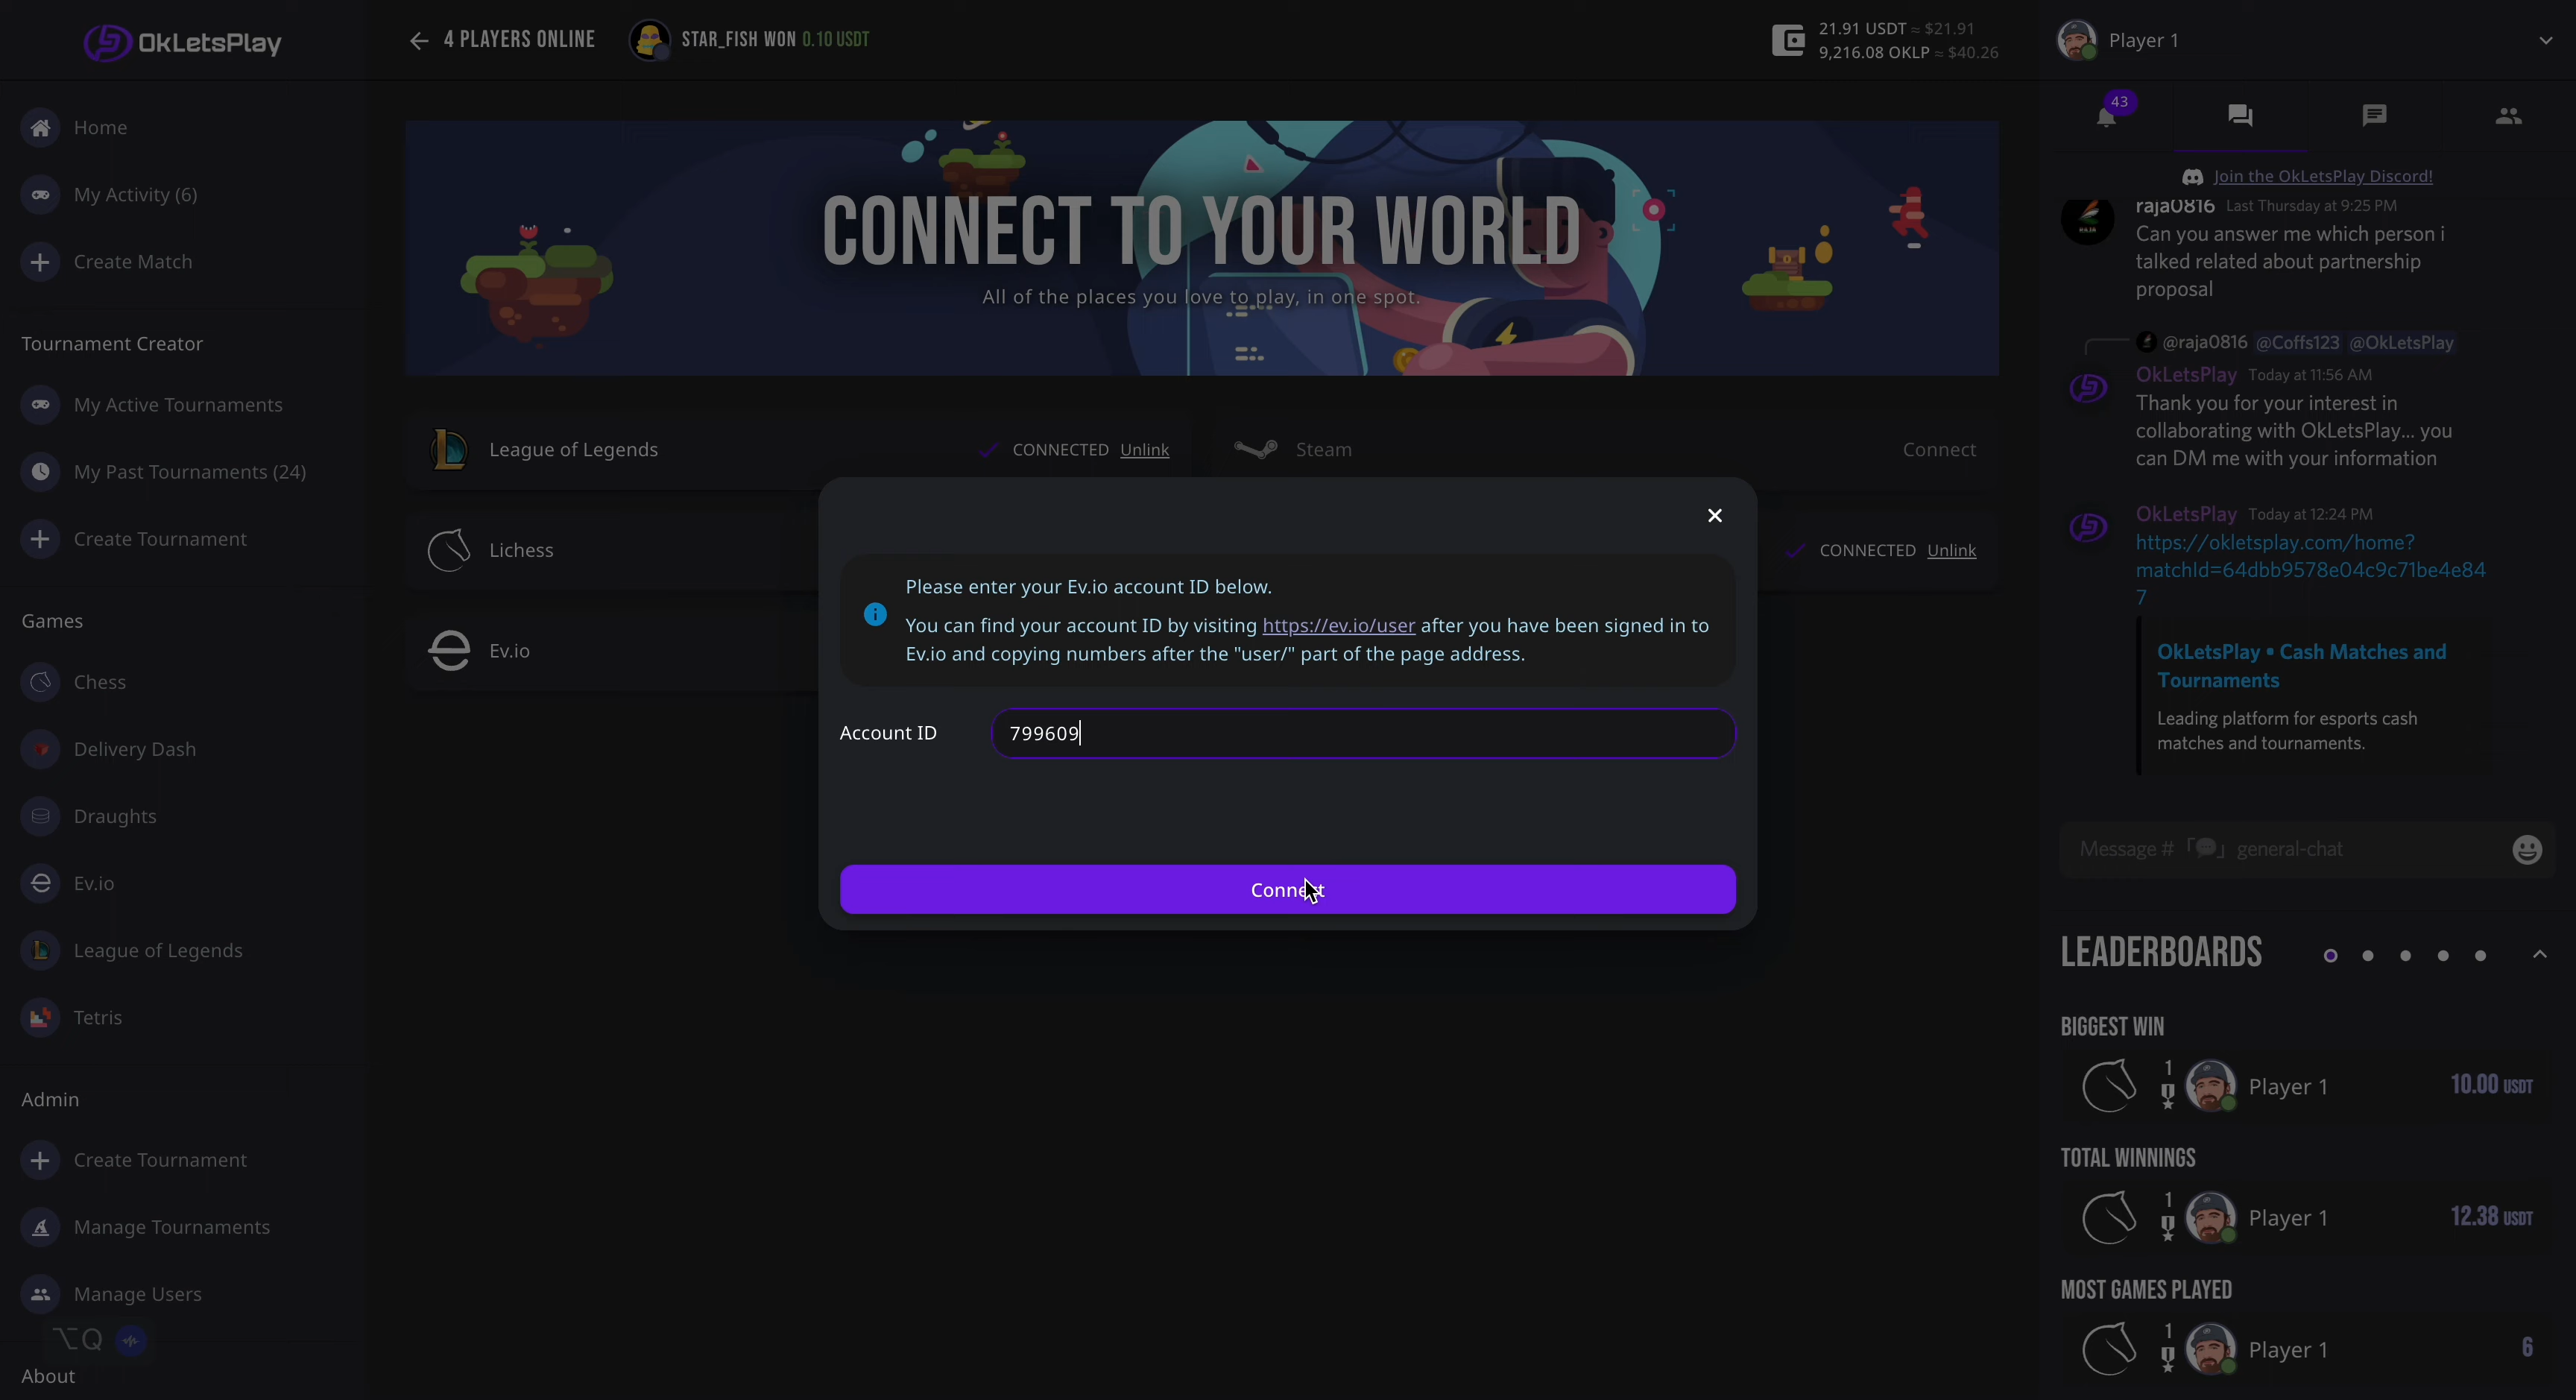 OkLetsPlay
4 PLAYERS ONLINE
STAR_FISH WON 0.10 USDT
21.91 USDT ≈ $21.91
9,216.08 OKLP ≈ $40.26
Player 1
Home
My Activity (6)
Create Match
Tournament Creator
My Active Tournaments
My Past Tournaments (24)
Create Tournament
Games
Chess
Delivery Dash
Draughts
Ev.io
League of Legends
Tetris
Admin
Create Tournament
Manage Tournaments
Manage Users
⌥Q
About
CONNECT TO YOUR WORLD
All of the places you love to play, in one spot.
League of Legends
CONNECTED Unlink
Steam
Connect
Lichess
CONNECTED Unlink
Ev.io
Please enter your Ev.io account ID below.
You can find your account ID by visiting https://ev.io/user after you have been signed in to
Ev.io and copying numbers after the "user/" part of the page address.
Account ID
799609
Connect
43
Join the OkLetsPlay Discord!
raja0816 Last Thursday at 9:25 PM
Can you answer me which person i
talked related about partnership
proposal
@raja0816 @Coffs123 @OkLetsPlay
OkLetsPlay Today at 11:56 AM
Thank you for your interest in
collaborating with OkLetsPlay... you
can DM me with your information
OkLetsPlay Today at 12:24 PM
https://okletsplay.com/home?
matchId=64dbb9578e04c9c71be4e84
7
OkLetsPlay • Cash Matches and
Tournaments
Leading platform for esports cash
matches and tournaments.
Message # 「💬」 general-chat
LEADERBOARDS
BIGGEST WIN
1 Player 1 10.00 USDT
TOTAL WINNINGS
1 Player 1 12.38 USDT
MOST GAMES PLAYED
1 Player 1 6